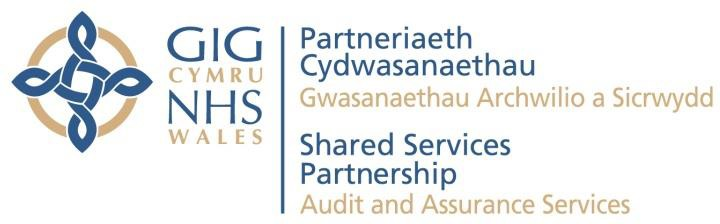 GIG
CYMRU
NHS
WALES
Partneriaeth
Cydwasanaethau
Gwasanaethau Archwilio a Sicrwydd
Shared Services
Partnership
Audit and Assurance Services